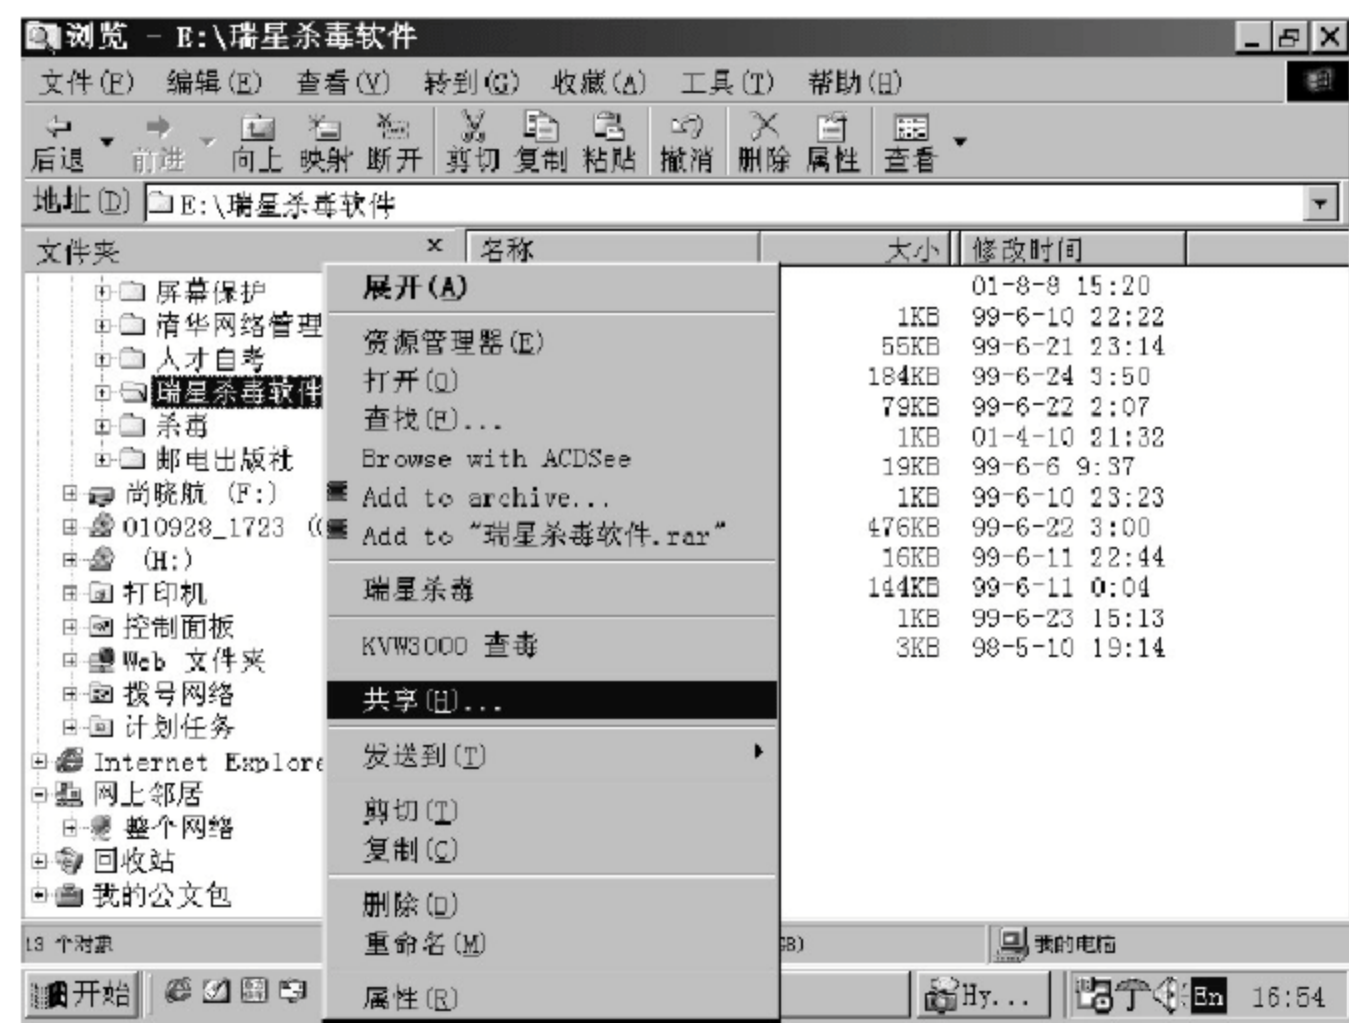 浏览 - E:\瑞星杀毒软件
文件(F) 编辑(E) 查看(V) 转到(G) 收藏(A) 工具(T) 帮助(H)
后退 前进 向上 映射 断开 剪切 复制 粘贴 撤消 删除 属性 查看
地址(D) E:\瑞星杀毒软件
文件夹 × 名称 大小 修改时间
屏幕保护
清华网络管理
人才自考
瑞星杀毒软件
杀毒
邮电出版社
尚晓航 (F:)
010928_1723 (
(H:)
打印机
控制面板
Web 文件夹
拨号网络
计划任务
Internet Explore
网上邻居
整个网络
回收站
我的公文包
展开(A)
资源管理器(E)
打开(O)
查找(F)...
Browse with ACDSee
Add to archive...
Add to "瑞星杀毒软件.rar"
瑞星杀毒
KVW3000 查毒
共享(H)...
发送到(T)
剪切(T)
复制(C)
删除(D)
重命名(M)
属性(R)
01-8-8 15:20
1KB 99-6-10 22:22
55KB 99-6-21 23:14
184KB 99-6-24 3:50
79KB 99-6-22 2:07
1KB 01-4-10 21:32
19KB 99-6-6 9:37
1KB 99-6-10 23:23
476KB 99-6-22 3:00
16KB 99-6-11 22:44
144KB 99-6-11 0:04
1KB 99-6-23 15:13
3KB 98-5-10 19:14
13 个对象 GB) 我的电脑
开始 Hy... En 16:54